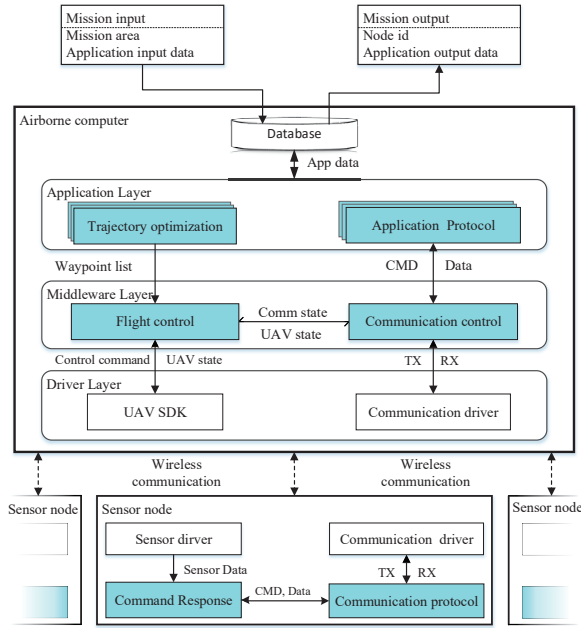 Mission input
Mission area
Application input data
Mission output
Node id
Application output data
Airborne computer
Database
App data
Application Layer
Trajectory optimization
Application Protocol
Waypoint list
CMD Data
Middleware Layer
Comm state
Flight control
Communication control
UAV state
Control command UAV state
TX RX
Driver Layer
UAV SDK
Communication driver
Wireless
communication
Wireless
communication
Sensor node
Sensor node
Sensor node
Sensor dirver
Communication driver
Sensor Data
TX RX
Command Response
CMD, Data
Communication protocol